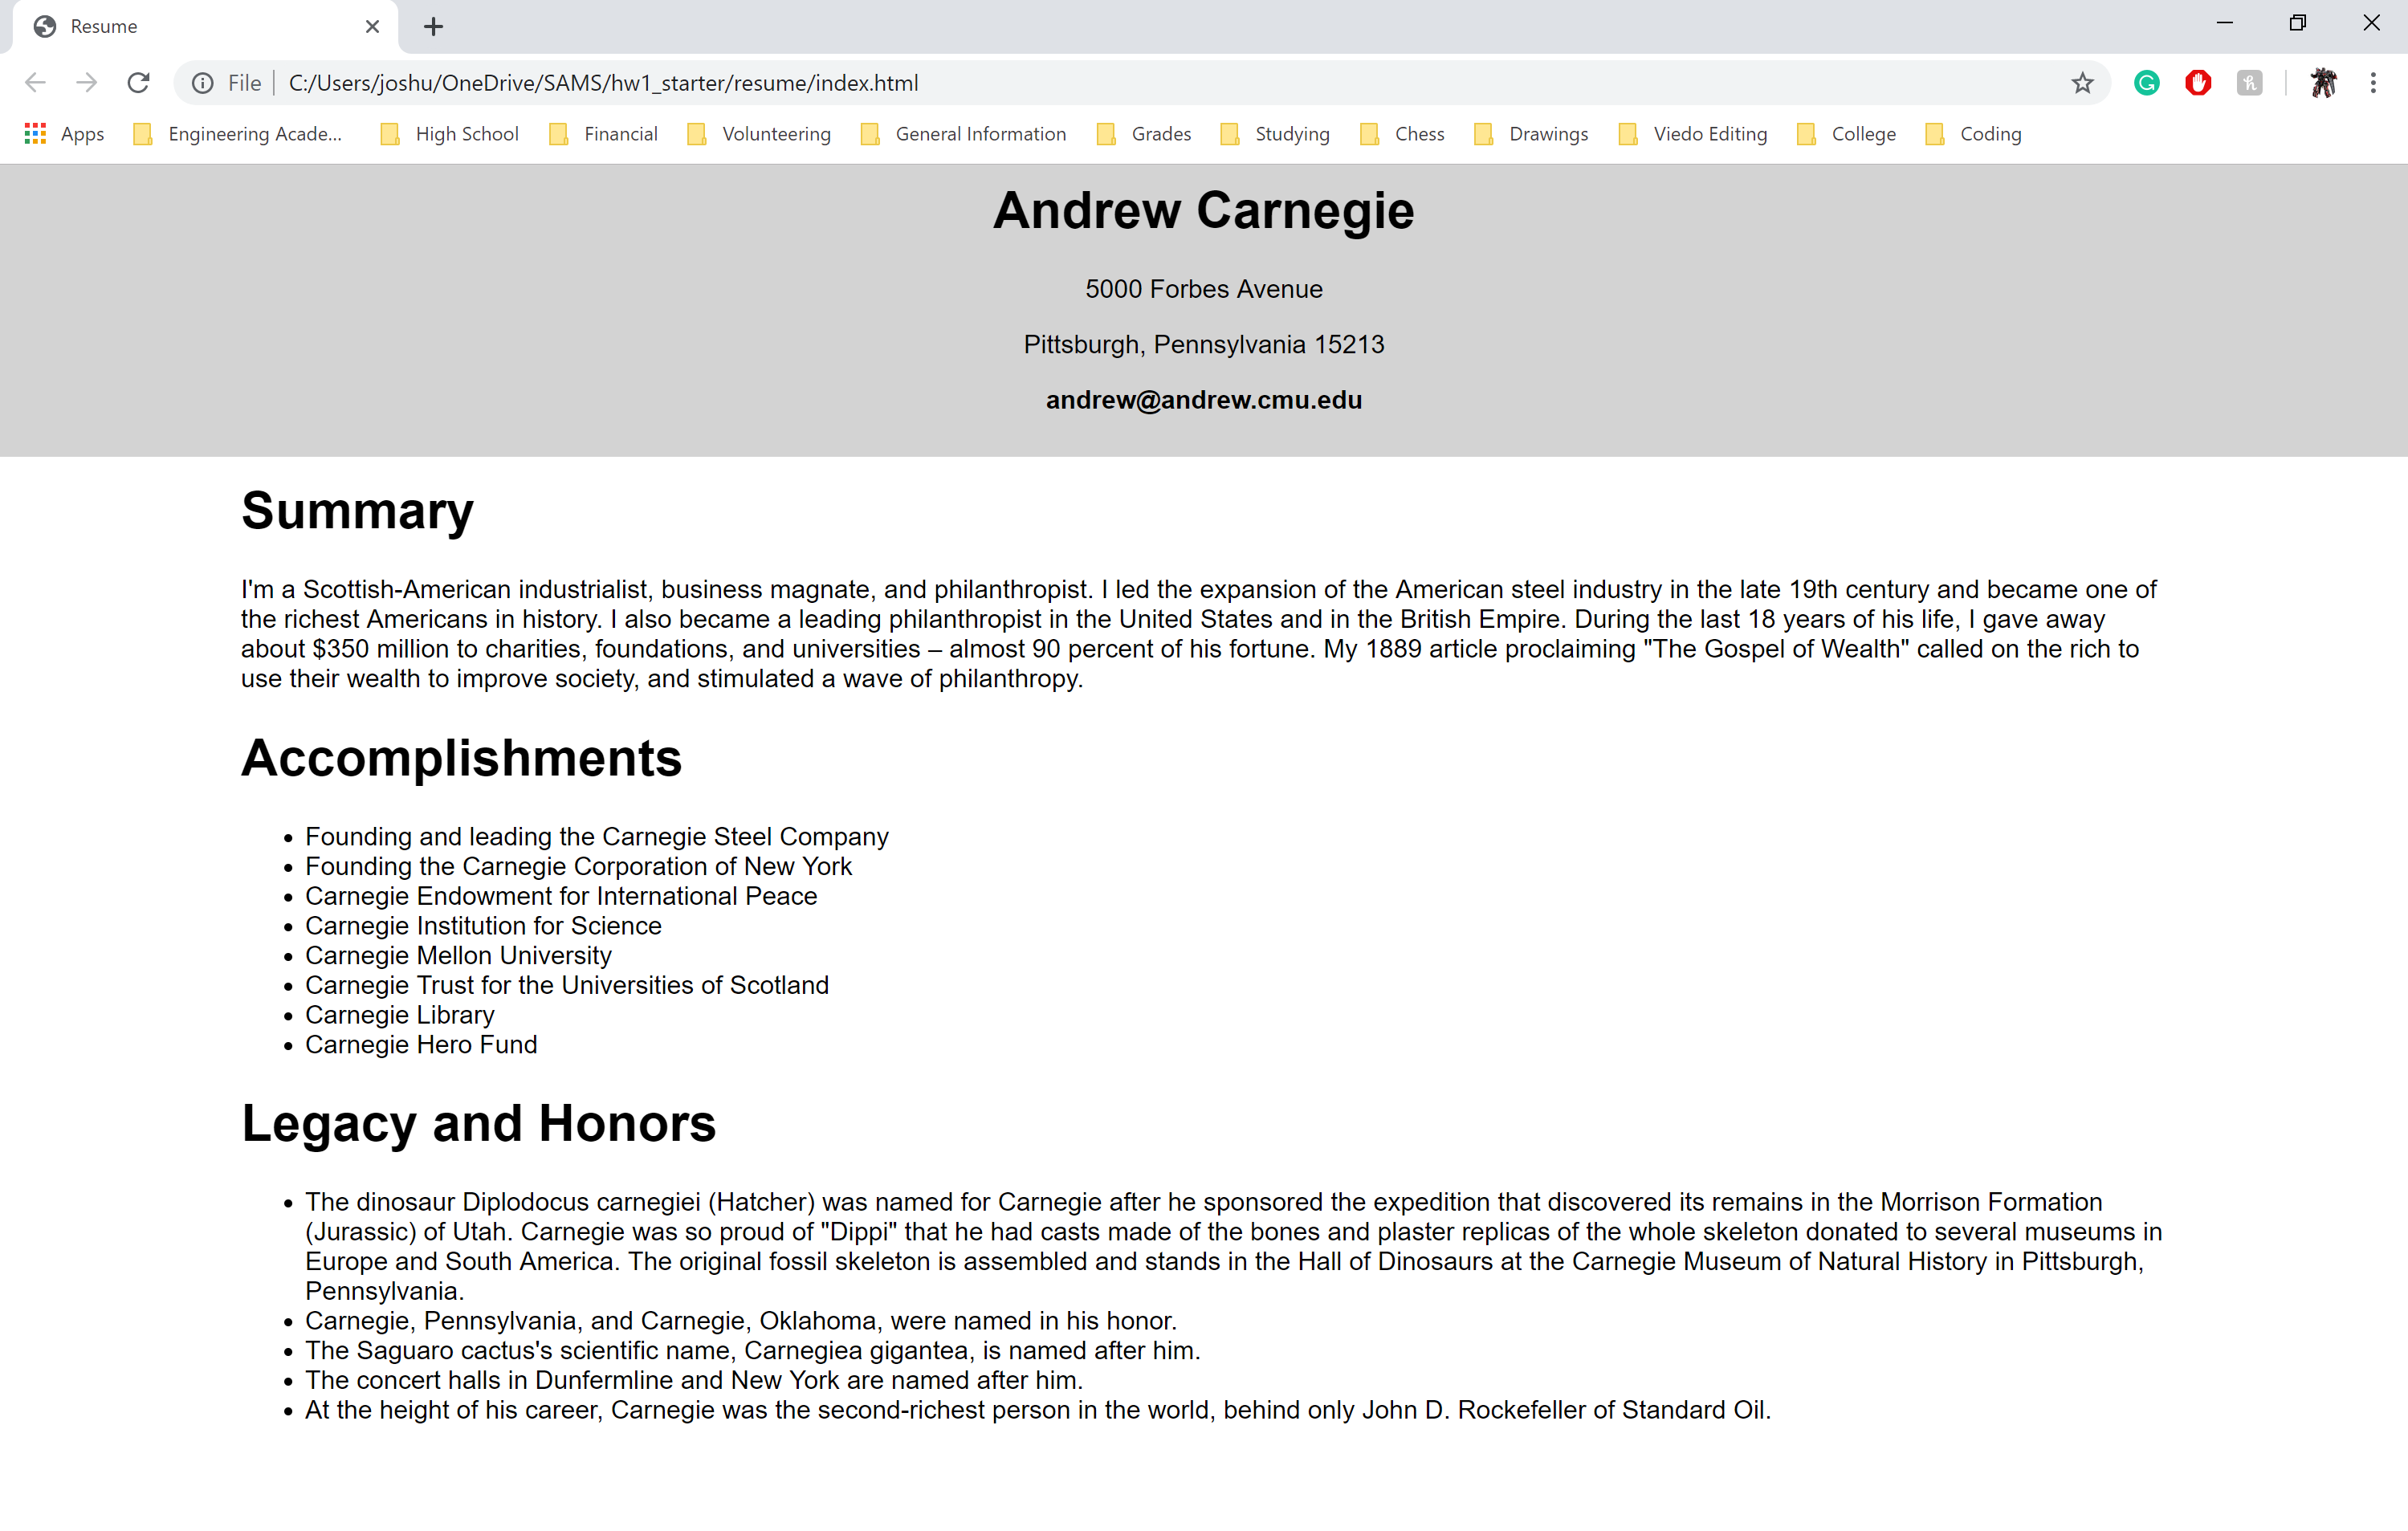 Resume
File C:/Users/joshu/OneDrive/SAMS/hw1_starter/resume/index.html
Apps Engineering Acade... High School Financial Volunteering General Information Grades Studying Chess Drawings Viedo Editing College Coding
Andrew Carnegie
5000 Forbes Avenue
Pittsburgh, Pennsylvania 15213
andrew@andrew.cmu.edu
Summary
I'm a Scottish-American industrialist, business magnate, and philanthropist. I led the expansion of the American steel industry in the late 19th century and became one of
the richest Americans in history. I also became a leading philanthropist in the United States and in the British Empire. During the last 18 years of his life, I gave away
about $350 million to charities, foundations, and universities – almost 90 percent of his fortune. My 1889 article proclaiming "The Gospel of Wealth" called on the rich to
use their wealth to improve society, and stimulated a wave of philanthropy.
Accomplishments
• Founding and leading the Carnegie Steel Company
• Founding the Carnegie Corporation of New York
• Carnegie Endowment for International Peace
• Carnegie Institution for Science
• Carnegie Mellon University
• Carnegie Trust for the Universities of Scotland
• Carnegie Library
• Carnegie Hero Fund
Legacy and Honors
• The dinosaur Diplodocus carnegiei (Hatcher) was named for Carnegie after he sponsored the expedition that discovered its remains in the Morrison Formation
(Jurassic) of Utah. Carnegie was so proud of "Dippi" that he had casts made of the bones and plaster replicas of the whole skeleton donated to several museums in
Europe and South America. The original fossil skeleton is assembled and stands in the Hall of Dinosaurs at the Carnegie Museum of Natural History in Pittsburgh,
Pennsylvania.
• Carnegie, Pennsylvania, and Carnegie, Oklahoma, were named in his honor.
• The Saguaro cactus's scientific name, Carnegiea gigantea, is named after him.
• The concert halls in Dunfermline and New York are named after him.
• At the height of his career, Carnegie was the second-richest person in the world, behind only John D. Rockefeller of Standard Oil.